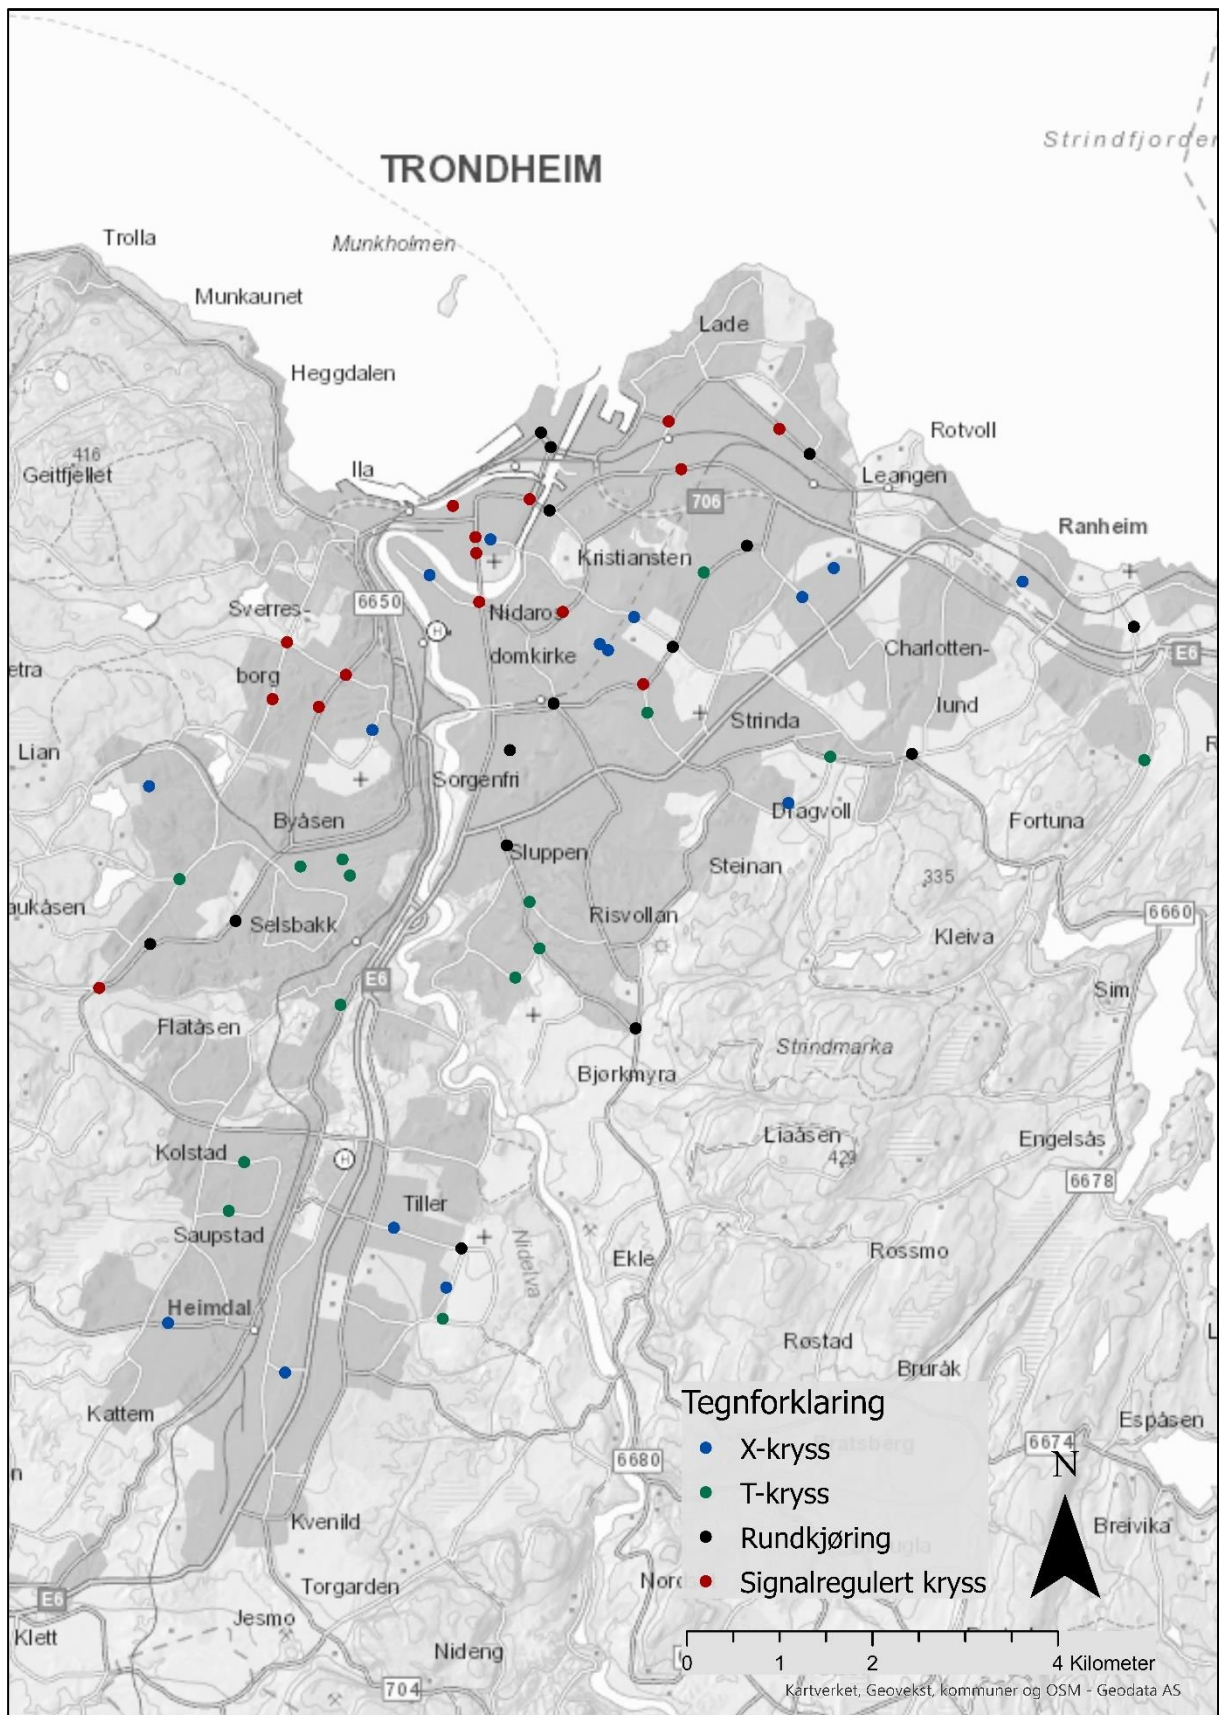 Strindfjorden
TRONDHEIM
Trolla
Munkholmen
Munkaunet
Lade
Heggdalen
Rotvoll
416
Geitfjellet
Ila
Leangen
706
Ranheim
Kristiansten
6650
Sverres-
borg
Nidaros
domkirke
H
etra
Charlotten-
lund
E6
Strinda
Lian
Sorgenfri
R
Byåsen
Dragvoll
Fortuna
Sluppen
Steinan
335
aukåsen
Selsbakk
Risvollan
6660
Kleiva
E6
Sim
Flatåsen
Strindmarka
Bjørkmyra
Liaåsen
429
Engelsås
Kolstad
H
6678
Tiller
Saupstad
Nidelva
Ekle
Rossmo
Heimdal
L
Røstad
Bruråk
Kattem
Espåsen
n
Tegnforklaring
X-kryss
T-kryss
Rundkjøring
Signalregulert kryss
Bratsberg
ugla
6674
N
6680
Kvenild
Breivika
Torgarden
Nord
E6
Jesmo
Klett
Nideng
704
0 1 2 4 Kilometer
Kartverket, Geovekst, kommuner og OSM - Geodata AS